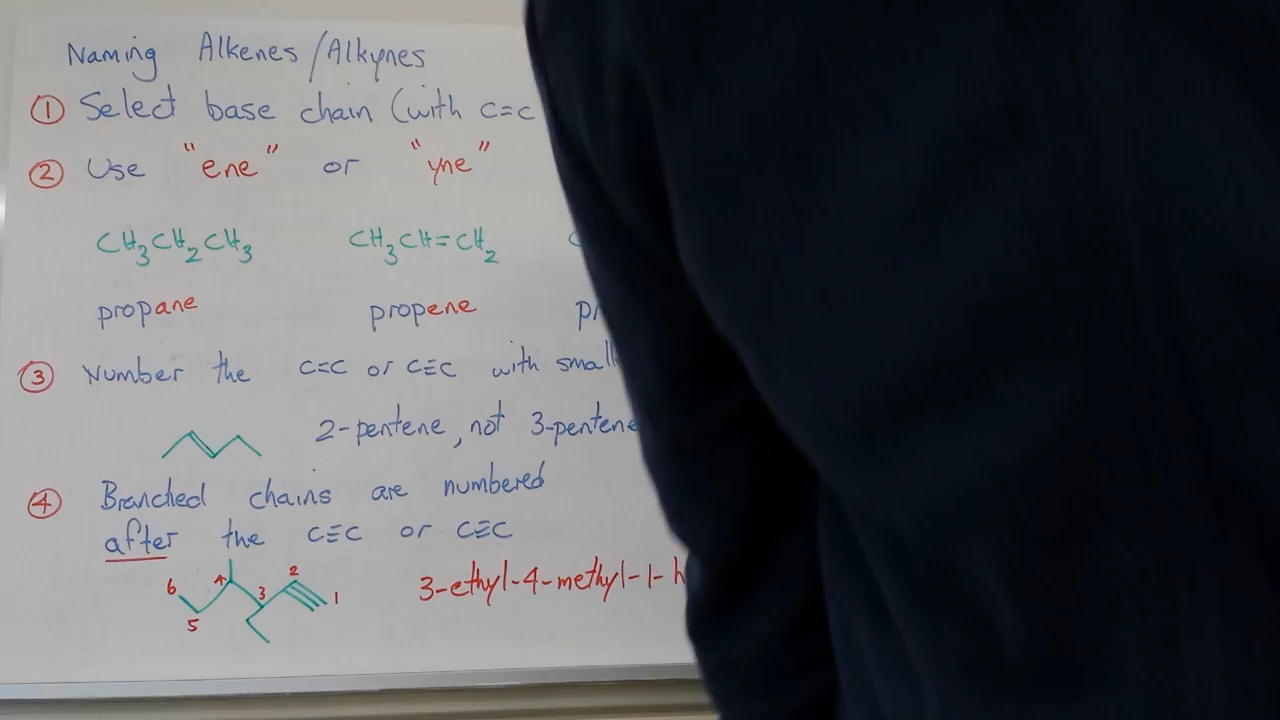 Naming Alkenes/Alkynes
① Select base chain (with C=C
② Use "ene" or "yne"
CH₃CH₂CH₃ CH₃CH=CH₂ C
propane propene pr
③ Number the C=C or C≡C with small
2-pentene, not 3-pentene
④ Branched chains are numbered
after the C=C or C≡C
6 4 3 2 1
5
3-ethyl-4-methyl-1-h